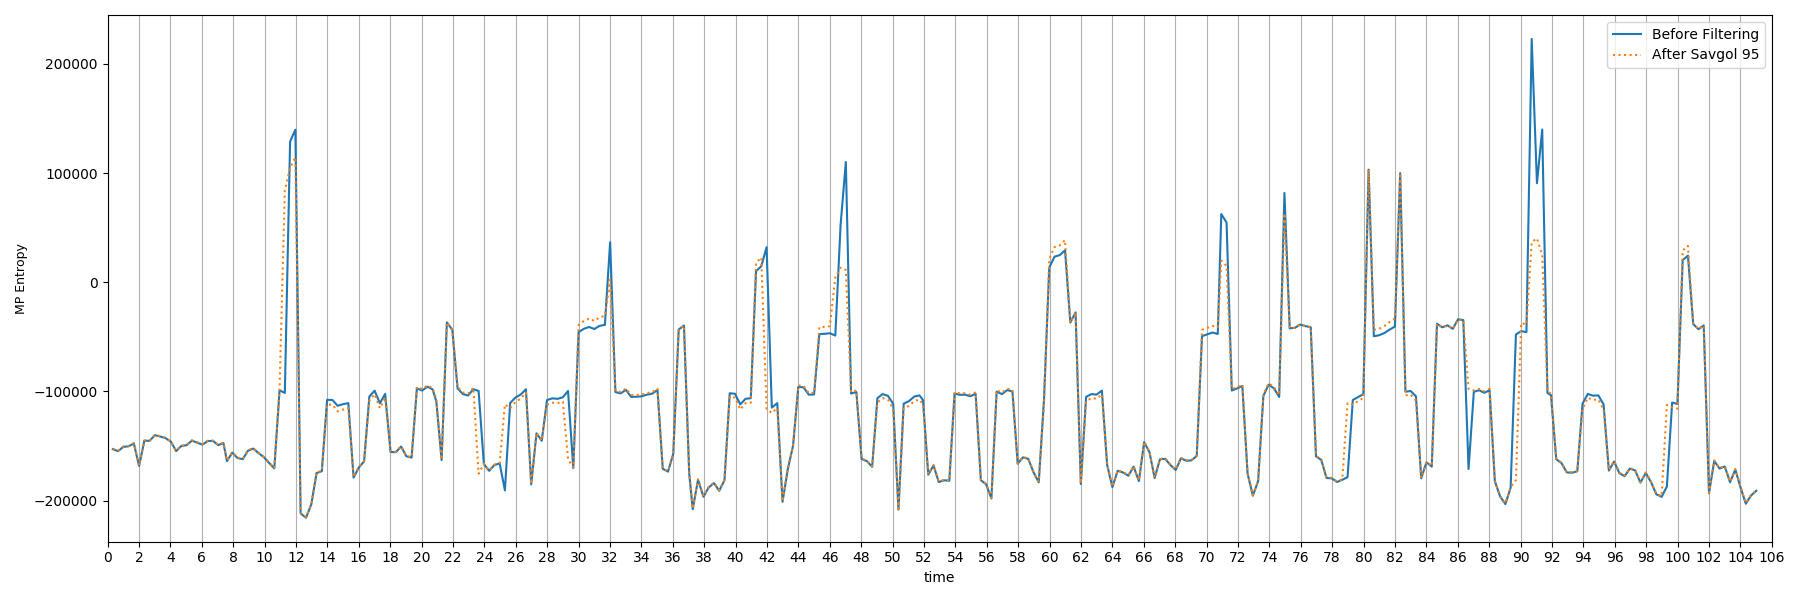 Before Filtering
After Savgol 95
200000
100000
0
−100000
−200000
MP Entropy
0 2 4 6 8 10 12 14 16 18 20 22 24 26 28 30 32 34 36 38 40 42 44 46 48 50 52 54 56 58 60 62 64 66 68 70 72 74 76 78 80 82 84 86 88 90 92 94 96 98 100 102 104 106
time